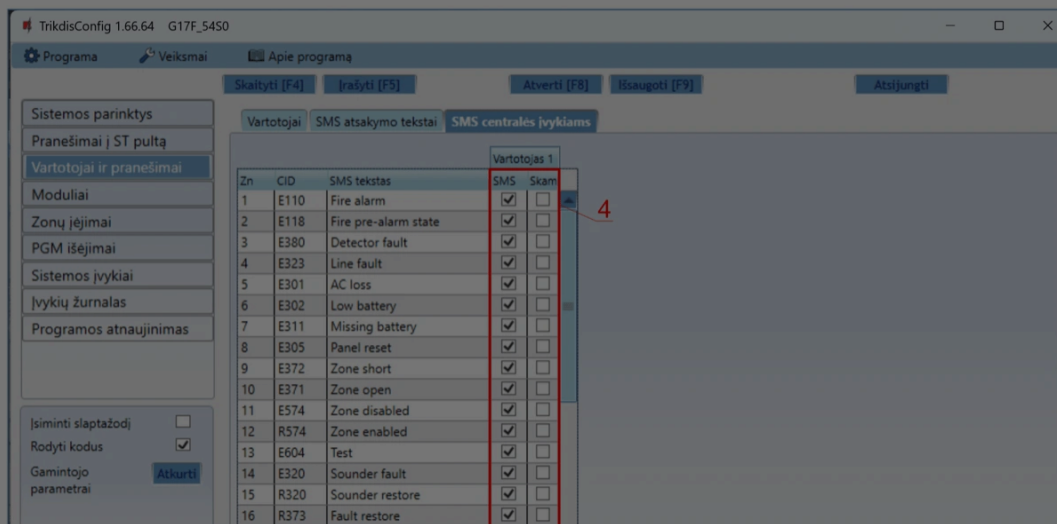 TrikdisConfig 1.66.64 G17F_54S0
Programa Veiksmai Apie programą
Skaityti [F4] Įrašyti [F5] Atverti [F8] Išsaugoti [F9] Atsijungti
Sistemos parinktys
Pranešimai į ST pultą
Vartotojai ir pranešimai
Moduliai
Zonų įėjimai
PGM išėjimai
Sistemos įvykiai
Įvykių žurnalas
Programos atnaujinimas
Įsiminti slaptažodį
Rodyti kodus
Gamintojo
parametrai
Atkurti
Vartotojai SMS atsakymo tekstai SMS centralės įvykiams
Vartotojas 1
Zn CID SMS tekstas SMS Skam
1 E110 Fire alarm
2 E118 Fire pre-alarm state
3 E380 Detector fault
4 E323 Line fault
5 E301 AC loss
6 E302 Low battery
7 E311 Missing battery
8 E305 Panel reset
9 E372 Zone short
10 E371 Zone open
11 E574 Zone disabled
12 R574 Zone enabled
13 E604 Test
14 E320 Sounder fault
15 R320 Sounder restore
16 R373 Fault restore
4